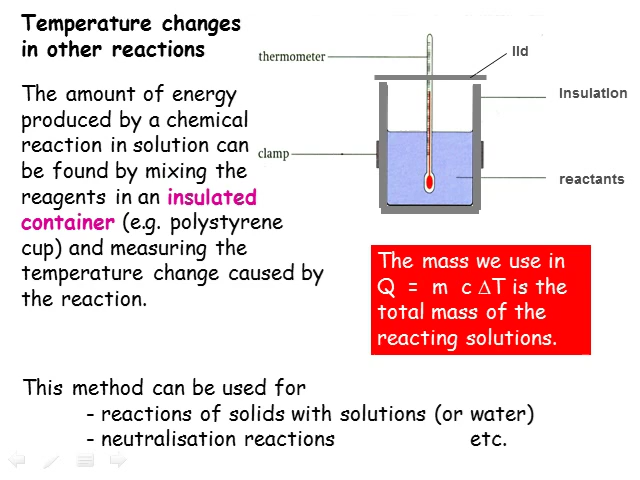 Temperature changes
in other reactions
thermometer
lid
The amount of energy
produced by a chemical
reaction in solution can
be found by mixing the
reagents in an insulated
container (e.g. polystyrene
cup) and measuring the
temperature change caused by
the reaction.
insulation
clamp
reactants
The mass we use in
Q = m c ΔT is the
total mass of the
reacting solutions.
This method can be used for
- reactions of solids with solutions (or water)
- neutralisation reactions etc.